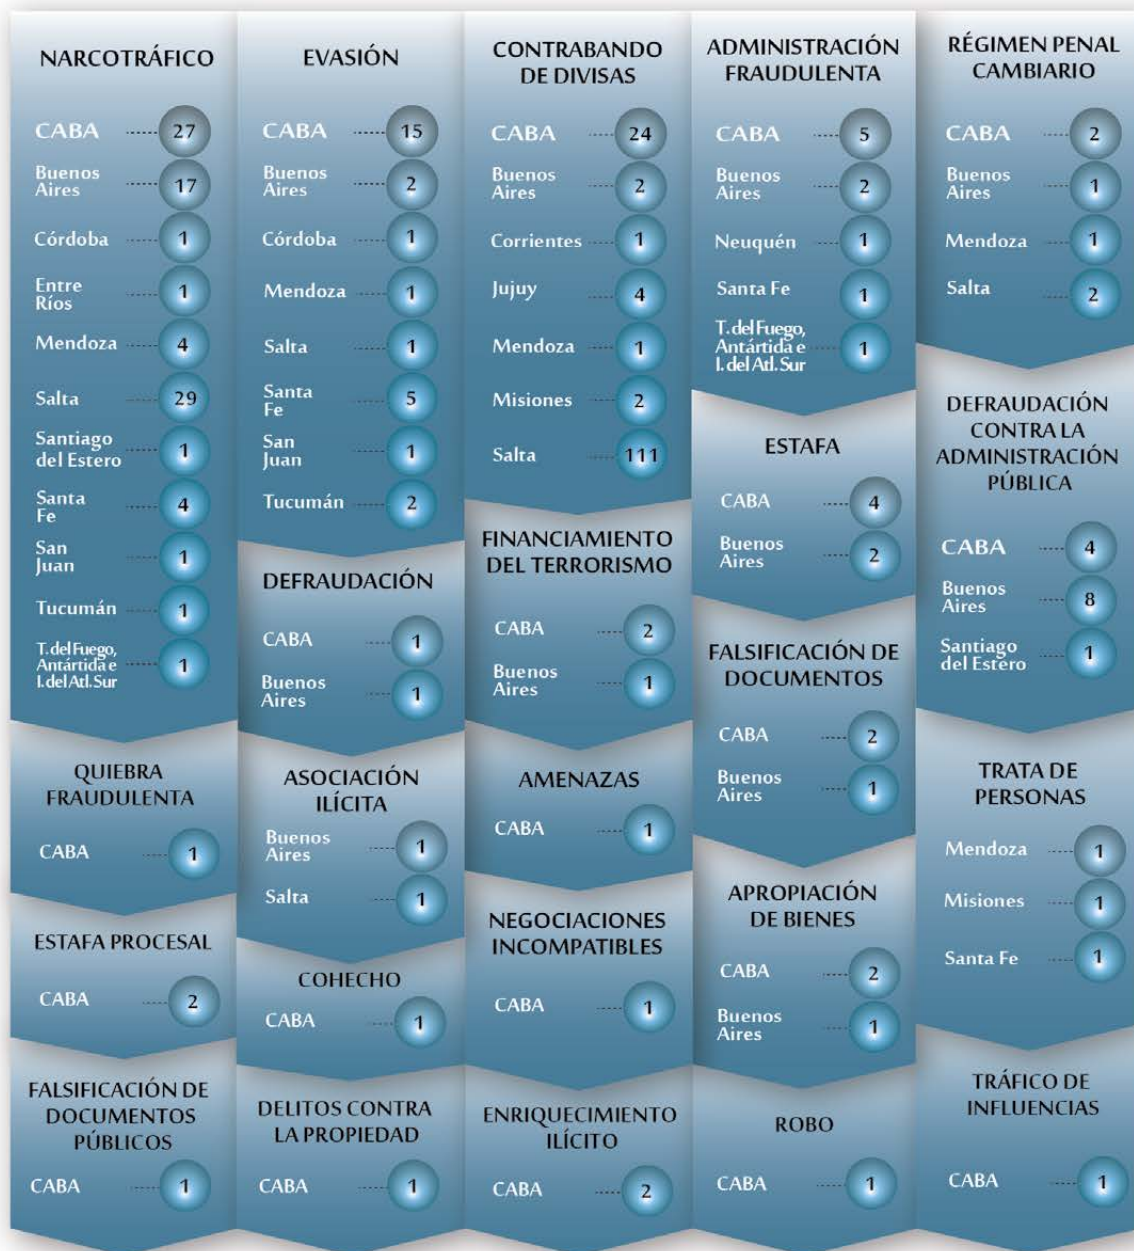 NARCOTRÁFICO
CABA 27
Buenos
Aires 17
Córdoba 1
Entre
Ríos 1
Mendoza 4
Salta 29
Santiago
del Estero 1
Santa
Fe 4
San
Juan 1
Tucumán 1
T. del Fuego,
Antártida e
I. del Atl. Sur 1
QUIEBRA
FRAUDULENTA
CABA 1
ESTAFA PROCESAL
CABA 2
FALSIFICACIÓN DE
DOCUMENTOS
PÚBLICOS
CABA 1
EVASIÓN
CABA 15
Buenos
Aires 2
Córdoba 1
Mendoza 1
Salta 1
Santa
Fe 5
San
Juan 1
Tucumán 2
DEFRAUDACIÓN
CABA 1
Buenos
Aires 1
ASOCIACIÓN
ILÍCITA
Buenos
Aires 1
Salta 1
COHECHO
CABA 1
DELITOS CONTRA
LA PROPIEDAD
CABA 1
CONTRABANDO
DE DIVISAS
CABA 24
Buenos
Aires 2
Corrientes 1
Jujuy 4
Mendoza 1
Misiones 2
Salta 111
FINANCIAMIENTO
DEL TERRORISMO
CABA 2
Buenos
Aires 1
AMENAZAS
CABA 1
NEGOCIACIONES
INCOMPATIBLES
CABA 1
ENRIQUECIMIENTO
ILÍCITO
CABA 2
ADMINISTRACIÓN
FRAUDULENTA
CABA 5
Buenos
Aires 2
Neuquén 1
Santa Fe 1
T. del Fuego,
Antártida e
I. del Atl. Sur 1
ESTAFA
CABA 4
Buenos
Aires 2
FALSIFICACIÓN DE
DOCUMENTOS
CABA 2
Buenos
Aires 1
APROPIACIÓN
DE BIENES
CABA 2
Buenos
Aires 1
ROBO
CABA 1
RÉGIMEN PENAL
CAMBIARIO
CABA 2
Buenos
Aires 1
Mendoza 1
Salta 2
DEFRAUDACIÓN
CONTRA LA
ADMINISTRACIÓN
PÚBLICA
CABA 4
Buenos
Aires 8
Santiago
del Estero 1
TRATA DE
PERSONAS
Mendoza 1
Misiones 1
Santa Fe 1
TRÁFICO DE
INFLUENCIAS
CABA 1